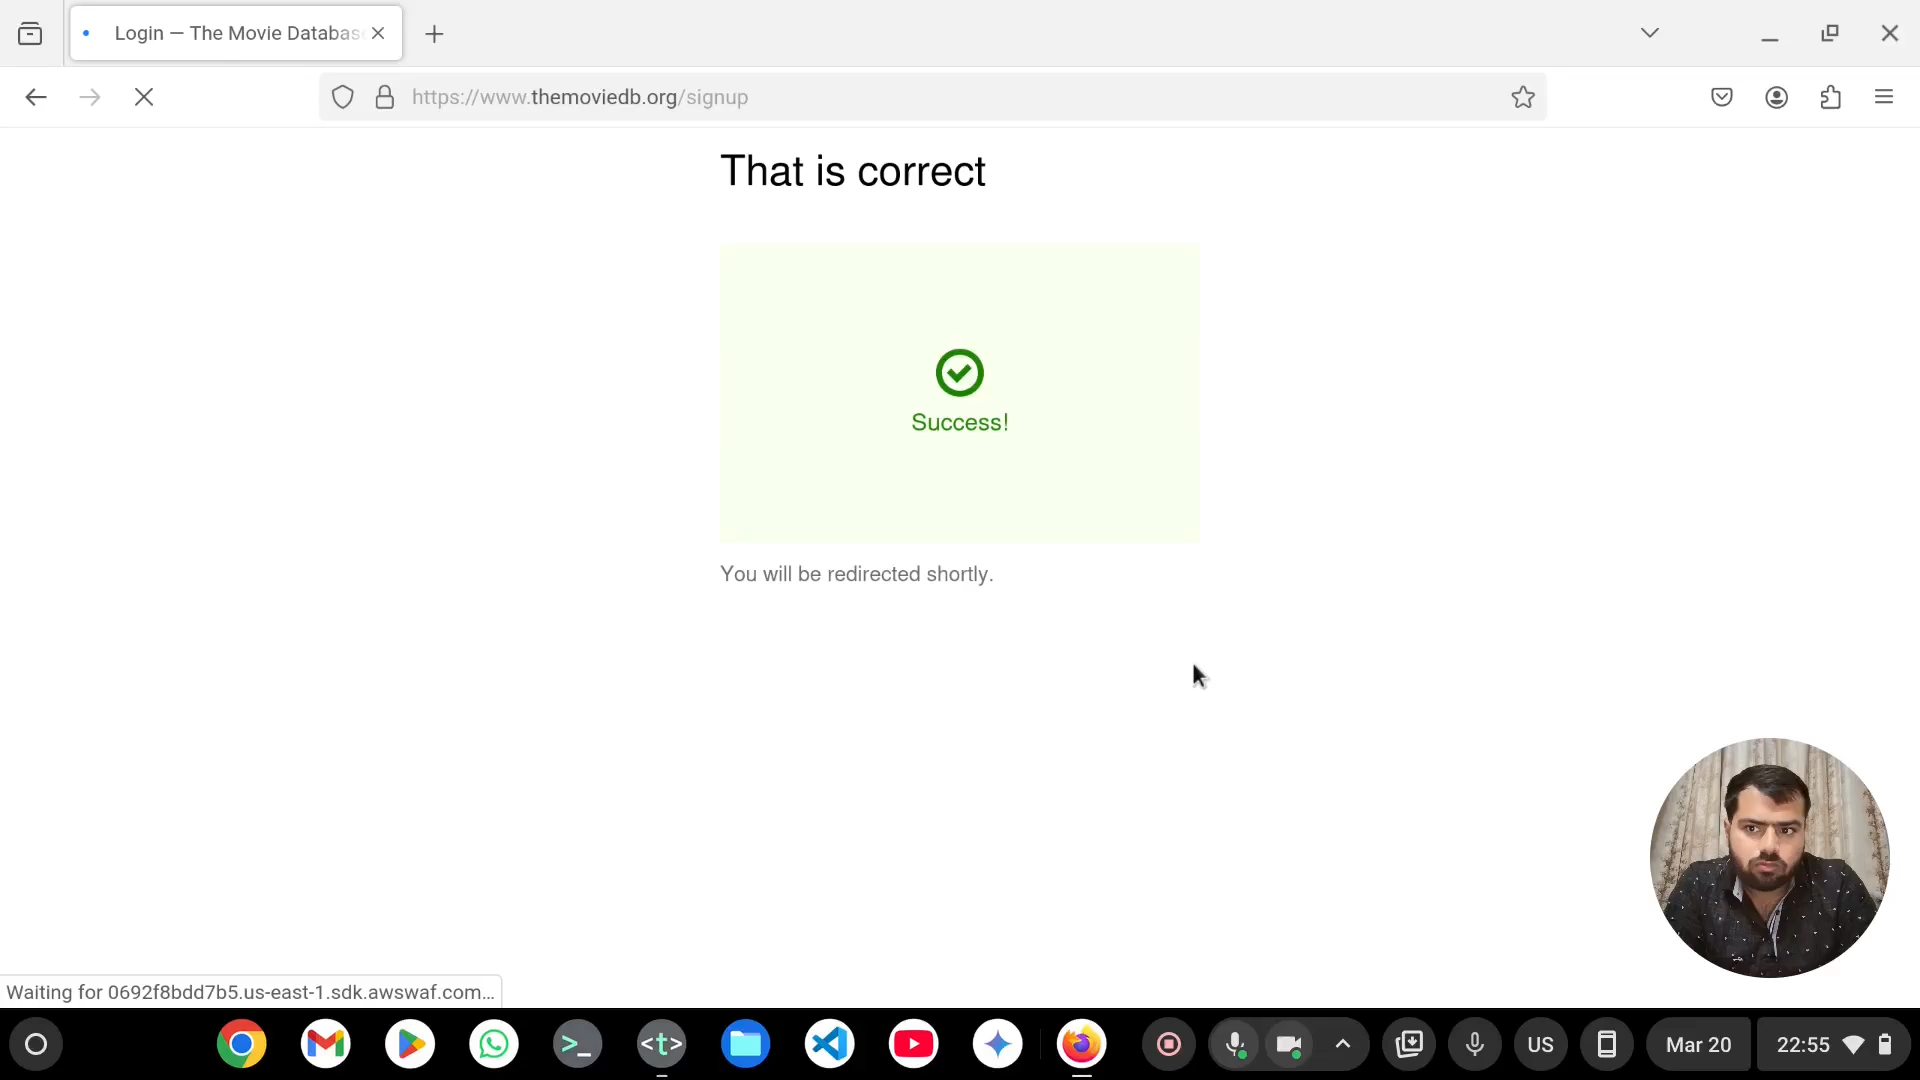 Login — The Movie Databas
https://www.themoviedb.org/signup
That is correct
Success!
You will be redirected shortly.
Waiting for 0692f8bdd7b5.us-east-1.sdk.awswaf.com...
>_
<t>
US
Mar 20
22:55